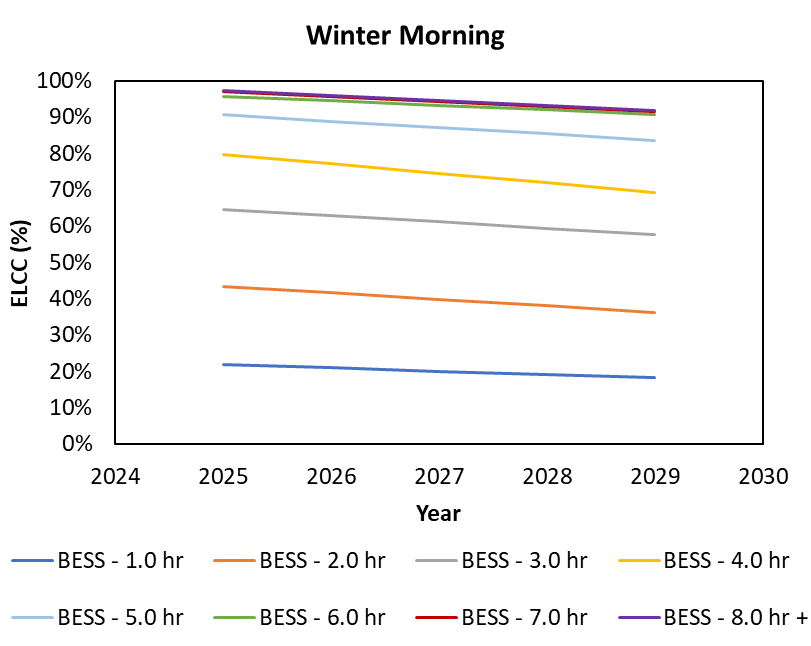 Winter Morning
100%
90%
80%
70%
60%
50%
40%
30%
20%
10%
0%
ELCC (%)
2024 2025 2026 2027 2028 2029 2030
Year
BESS - 1.0 hr BESS - 2.0 hr BESS - 3.0 hr BESS - 4.0 hr
BESS - 5.0 hr BESS - 6.0 hr BESS - 7.0 hr BESS - 8.0 hr +